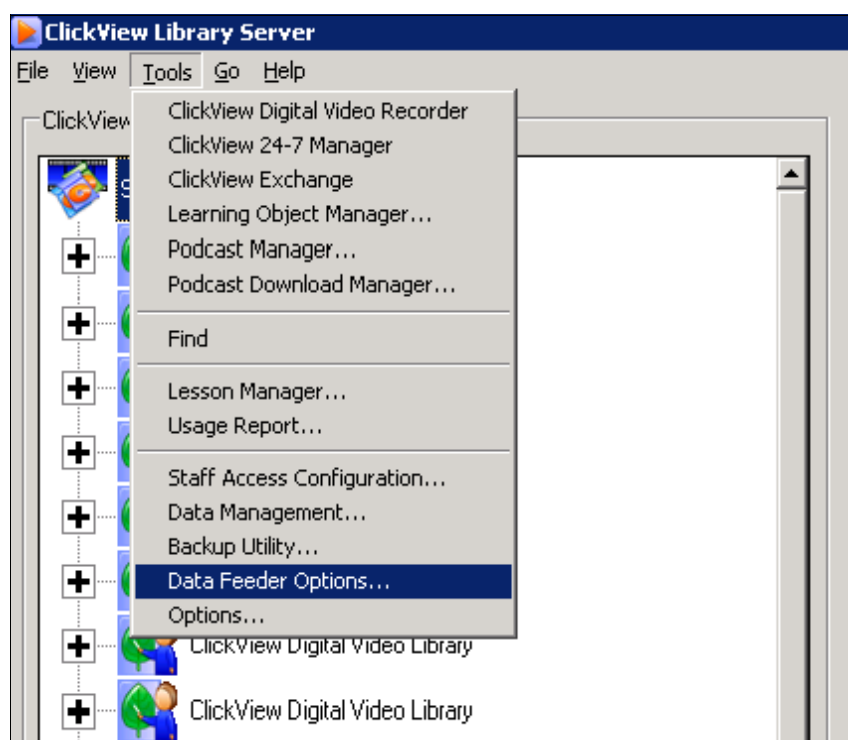 ClickView Library Server
File View Tools Go Help
ClickView
ClickView Digital Video Recorder
ClickView 24-7 Manager
ClickView Exchange
Learning Object Manager...
Podcast Manager...
Podcast Download Manager...
Find
Lesson Manager...
Usage Report...
Staff Access Configuration...
Data Management...
Backup Utility...
Data Feeder Options...
Options...
ClickView Digital Video Library
ClickView Digital Video Library